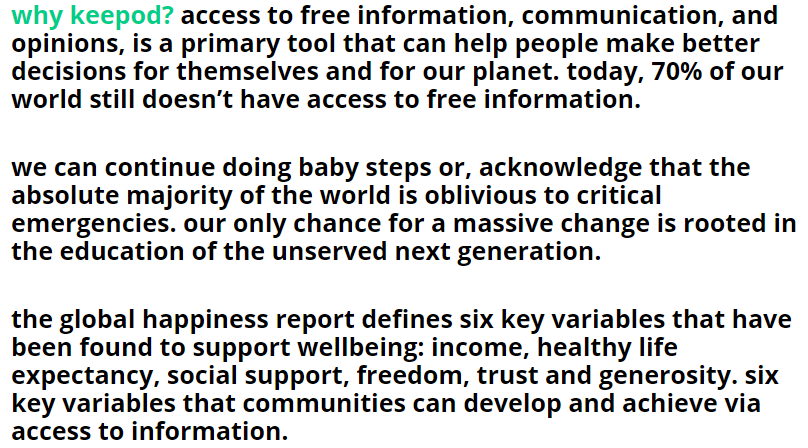 why keepod? access to free information, communication, and
opinions, is a primary tool that can help people make better
decisions for themselves and for our planet. today, 70% of our
world still doesn’t have access to free information.
we can continue doing baby steps or, acknowledge that the
absolute majority of the world is oblivious to critical
emergencies. our only chance for a massive change is rooted in
the education of the unserved next generation.
the global happiness report defines six key variables that have
been found to support wellbeing: income, healthy life
expectancy, social support, freedom, trust and generosity. six
key variables that communities can develop and achieve via
access to information.